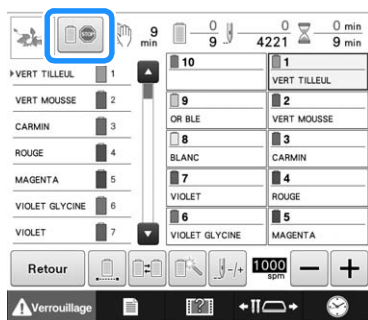 STOP
9
min
0
9
0
4221
0 min
9 min
VERT TILLEUL 1
VERT MOUSSE 2
CARMIN 3
ROUGE 4
MAGENTA 5
VIOLET GLYCINE 6
VIOLET 7
10
1
VERT TILLEUL
9
OR BLE
2
VERT MOUSSE
8
BLANC
3
CARMIN
7
VIOLET
4
ROUGE
6
VIOLET GLYCINE
5
MAGENTA
Retour
-/+
1000
spm
− +
Verrouillage
?